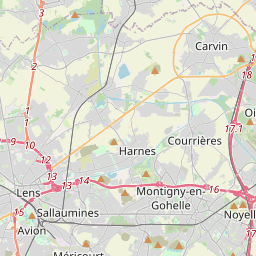 3
2
Carvin
18
1
1
9
10
12
17.1
Oi
Courrières
Harnes
13
13
14
16
16
Lens
Montigny-en-
Gohelle
15
Sallaumines
Noyell
Avion
17
Méricourt